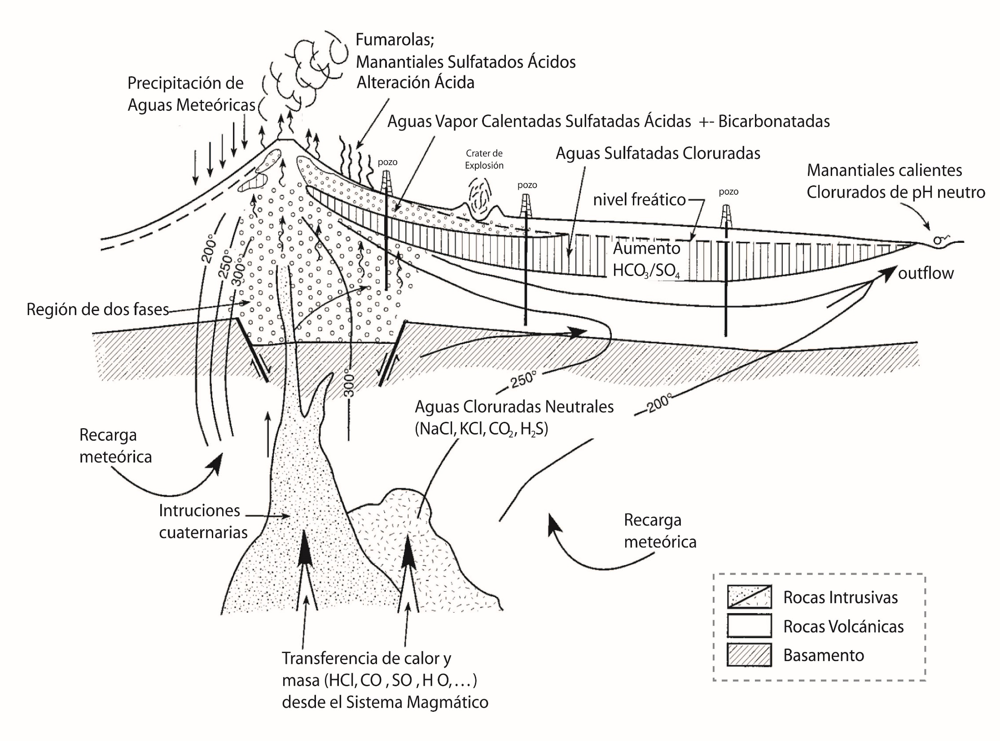 Fumarolas;
Manantiales Sulfatados Ácidos
Alteración Ácida
Precipitación de
Aguas Meteóricas
Aguas Vapor Calentadas Sulfatadas Ácidas +- Bicarbonatadas
Crater de
Explosión
Aguas Sulfatadas Cloruradas
pozo
pozo
pozo
nivel freático
Manantiales calientes
Clorurados de pH neutro
Aumento
HCO₃/SO₄
outflow
200°
250°
300°
Región de dos fases
300°
250°
200°
Aguas Cloruradas Neutrales
(NaCl, KCl, CO₂, H₂S)
Recarga
meteórica
Intruciones
cuaternarias
Recarga
meteórica
Transferencia de calor y
masa (HCl, CO , SO , H O, ...)
desde el Sistema Magmático
Rocas Intrusivas
Rocas Volcánicas
Basamento